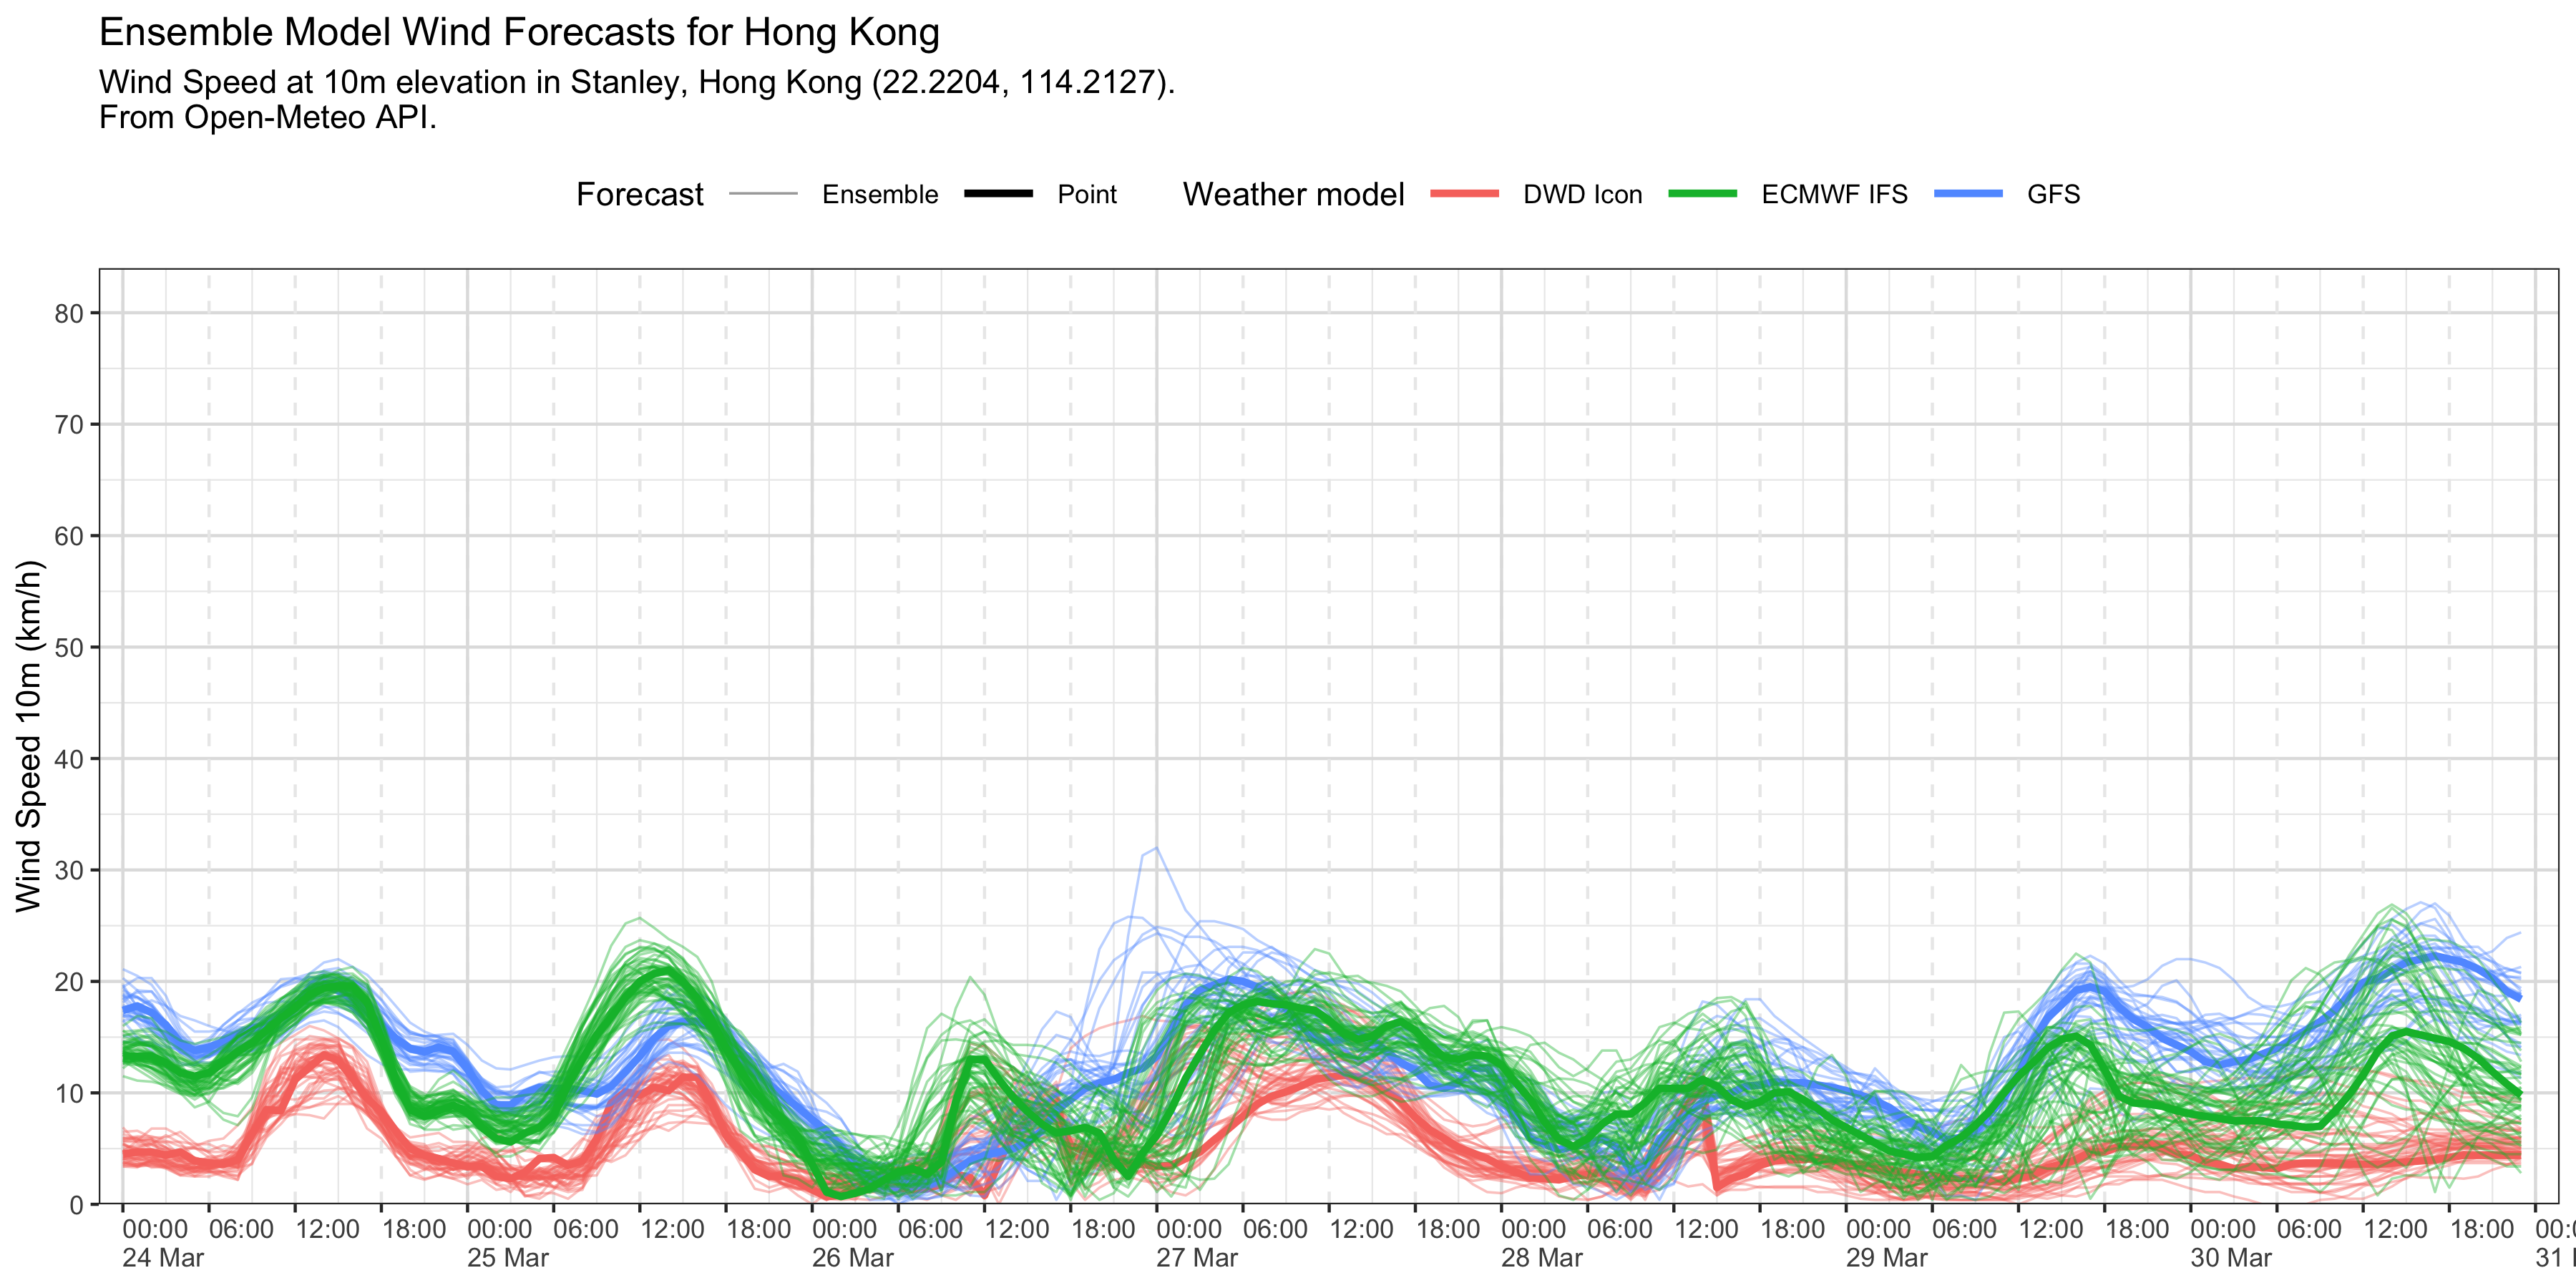 Ensemble Model Wind Forecasts for Hong Kong
Wind Speed at 10m elevation in Stanley, Hong Kong (22.2204, 114.2127).
From Open-Meteo API.
Forecast Ensemble Point Weather model DWD Icon ECMWF IFS GFS
Wind Speed 10m (km/h)
80
70
60
50
40
30
20
10
0
00:00 06:00 12:00 18:00 00:00 06:00 12:00 18:00 00:00 06:00 12:00 18:00 00:00 06:00 12:00 18:00 00:00 06:00 12:00 18:00 00:00 06:00 12:00 18:00 00:00 06:00 12:00 18:00
24 Mar 25 Mar 26 Mar 27 Mar 28 Mar 29 Mar 30 Mar 31